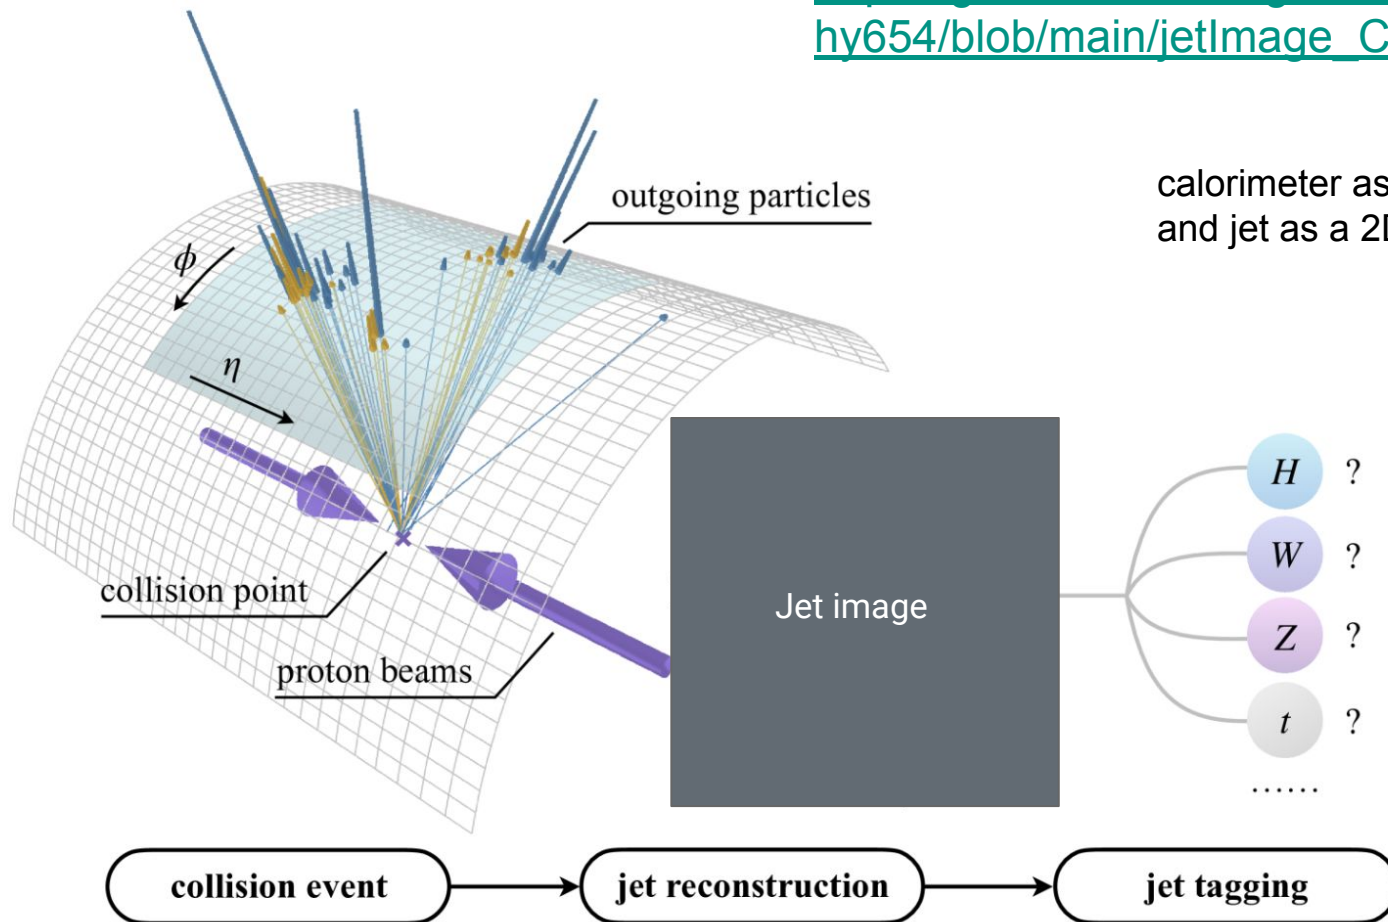 hy654/blob/main/jetImage_C
calorimeter as
and jet as a 2D
outgoing particles
ϕ
η
collision point
proton beams
Jet image
H ?
W ?
Z ?
t ?
......
collision event
jet reconstruction
jet tagging